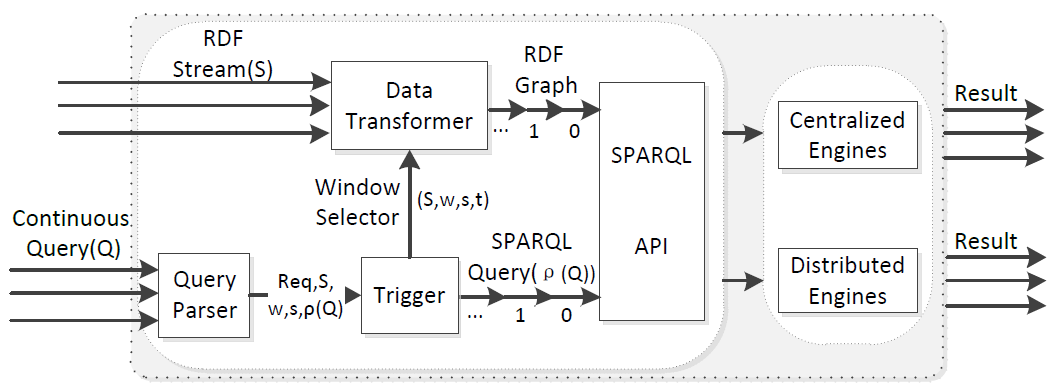 RDF
Stream(S)
Data
Transformer
RDF
Graph
... 1 0
SPARQL
API
Centralized
Engines
Result
Window
Selector
(S,w,s,t)
Continuous
Query(Q)
Query
Parser
Req,S,
w,s,ρ(Q)
Trigger
SPARQL
Query(ρ(Q))
... 1 0
Distributed
Engines
Result